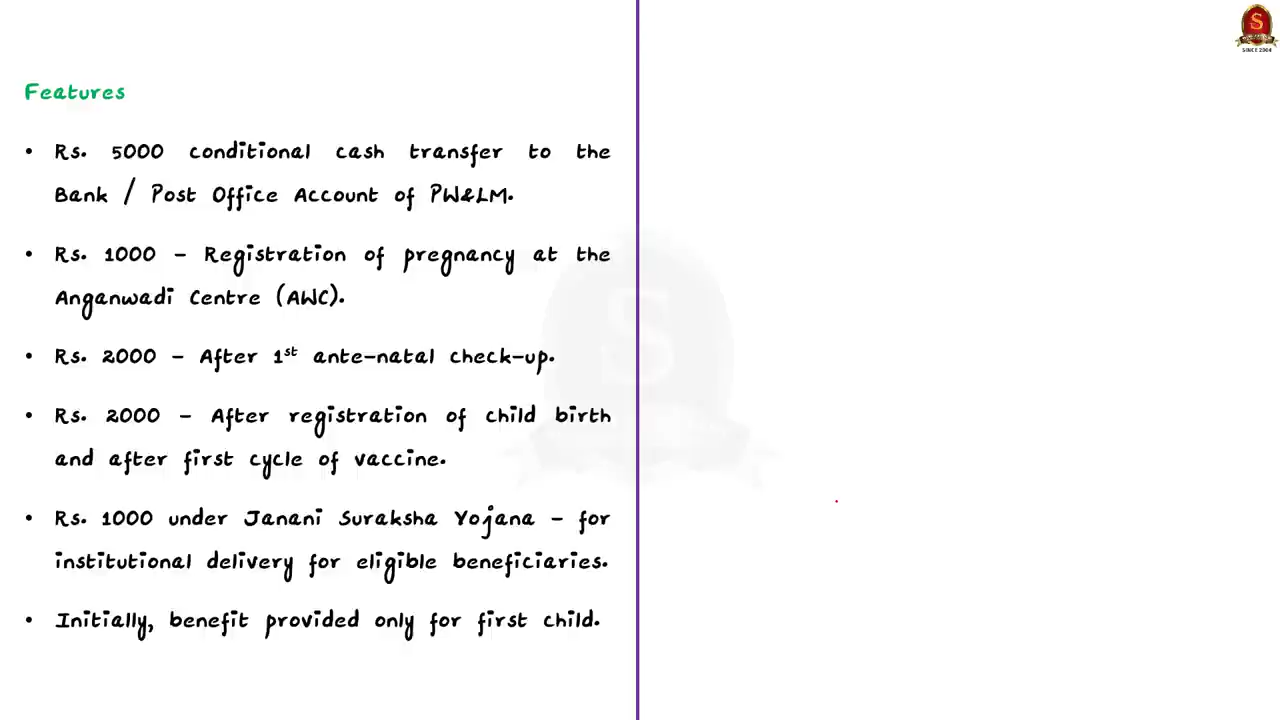 S
SINCE 2004
Features
• Rs. 5000 conditional cash transfer to the
Bank / Post Office Account of PW&LM.
• Rs. 1000 – Registration of pregnancy at the
Anganwadi Centre (AWC).
• Rs. 2000 – After 1st ante-natal check-up.
• Rs. 2000 – After registration of child birth
and after first cycle of vaccine.
• Rs. 1000 under Janani Suraksha Yojana – for
institutional delivery for eligible beneficiaries.
• Initially, benefit provided only for first child.
S